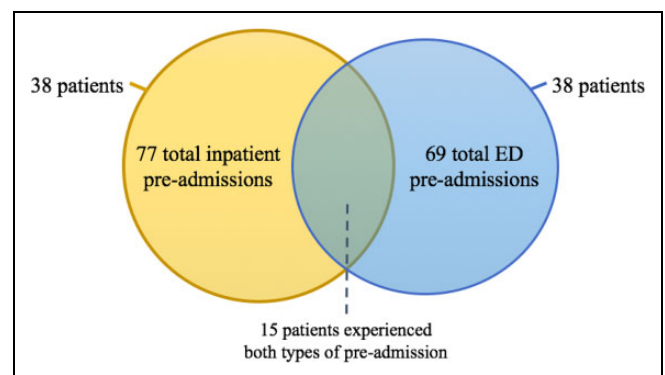 38 patients
38 patients
77 total inpatient
pre-admissions
69 total ED
pre-admissions
15 patients experienced
both types of pre-admission